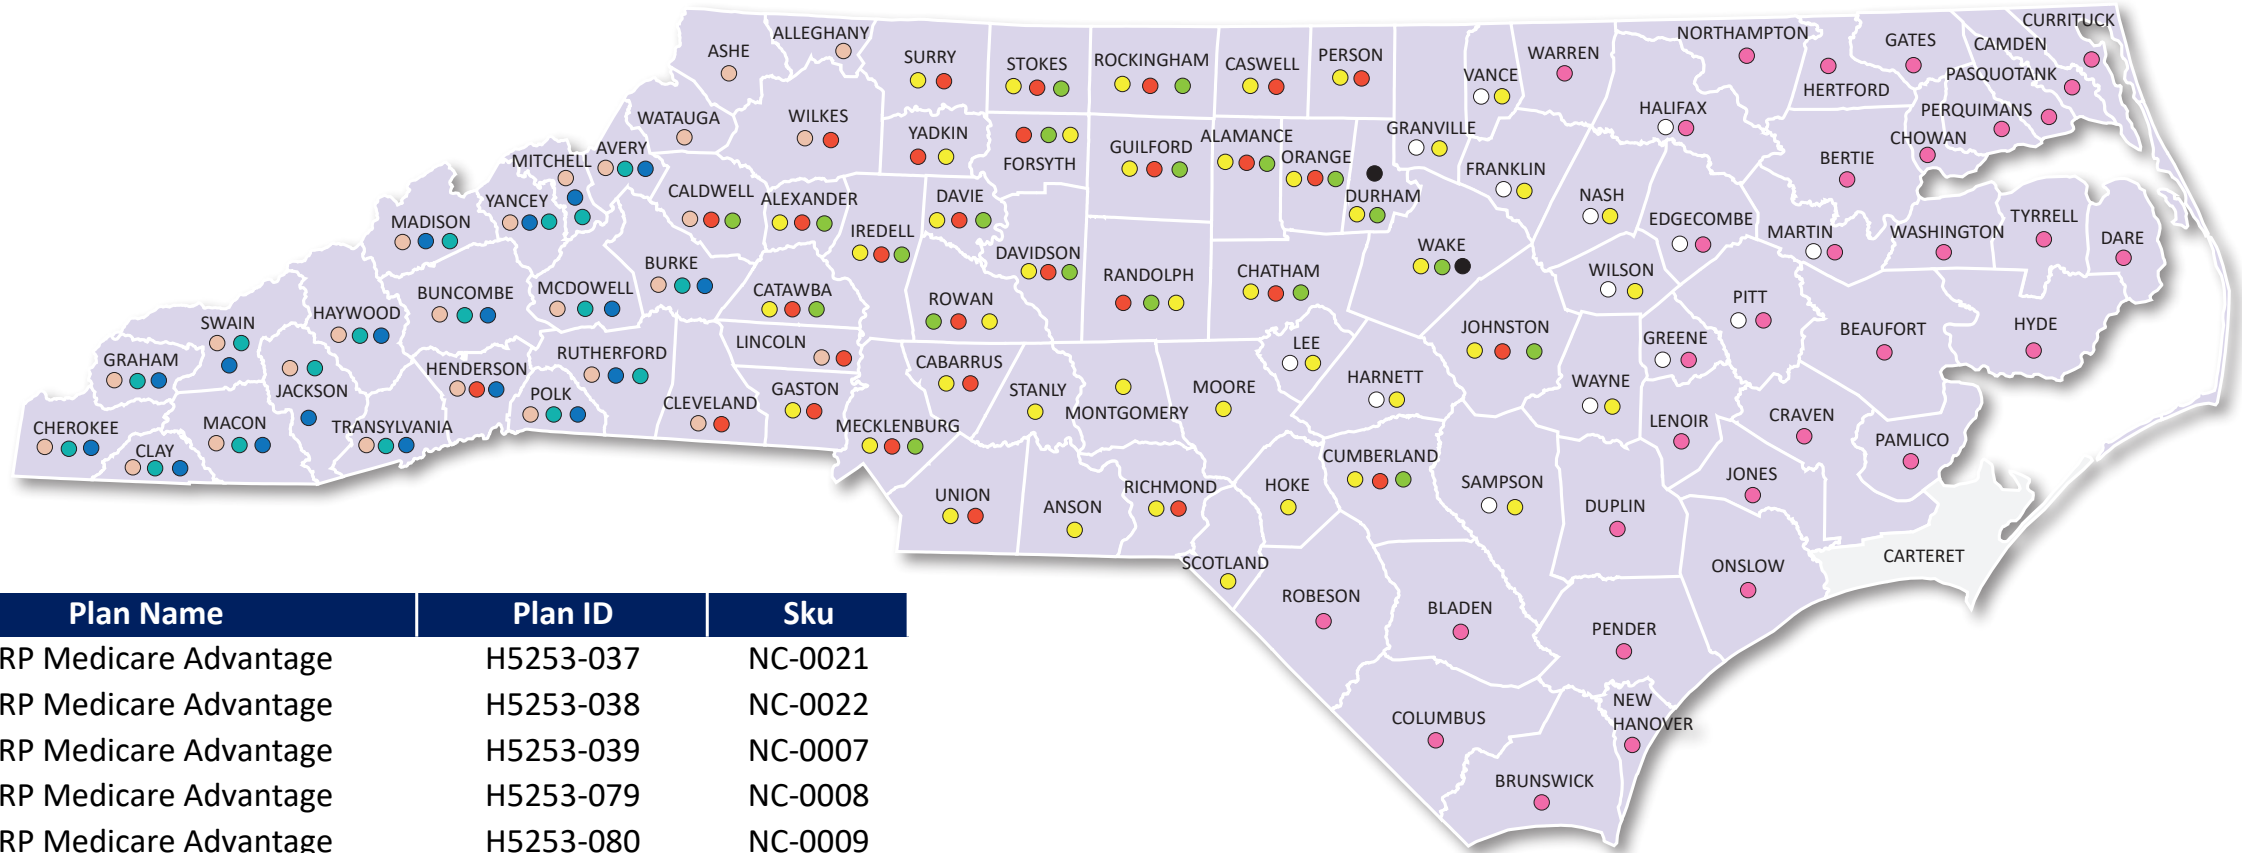 CURRITUCK
ALLEGHANY
NORTHAMPTON
GATES
CAMDEN
ASHE
SURRY
STOKES
ROCKINGHAM
CASWELL
PERSON
VANCE
WARREN
PASQUOTANK
HERTFORD
HALIFAX
PERQUIMANS
WATAUGA
WILKES
YADKIN
FORSYTH
GUILFORD
ALAMANCE
ORANGE
GRANVILLE
CHOWAN
MITCHELL
AVERY
BERTIE
FRANKLIN
DURHAM
CALDWELL
ALEXANDER
DAVIE
NASH
YANCEY
EDGECOMBE
MADISON
IREDELL
MARTIN
WASHINGTON
TYRRELL
DARE
DAVIDSON
WAKE
BURKE
RANDOLPH
CHATHAM
WILSON
BUNCOMBE
MCDOWELL
CATAWBA
ROWAN
PITT
HAYWOOD
SWAIN
JOHNSTON
BEAUFORT
HYDE
GRAHAM
RUTHERFORD
LINCOLN
LEE
GREENE
HENDERSON
CABARRUS
STANLY
MOORE
HARNETT
WAYNE
JACKSON
POLK
CLEVELAND
GASTON
MONTGOMERY
CHEROKEE
MACON
TRANSYLVANIA
MECKLENBURG
LENOIR
CRAVEN
CLAY
PAMLICO
CUMBERLAND
JONES
UNION
ANSON
RICHMOND
HOKE
SAMPSON
DUPLIN
SCOTLAND
CARTERET
ONSLOW
ROBESON
BLADEN
PENDER
COLUMBUS
NEW
HANOVER
BRUNSWICK
Plan Name Plan ID Sku
RP Medicare Advantage H5253-037 NC-0021
RP Medicare Advantage H5253-038 NC-0022
RP Medicare Advantage H5253-039 NC-0007
RP Medicare Advantage H5253-079 NC-0008
RP Medicare Advantage H5253-080 NC-0009